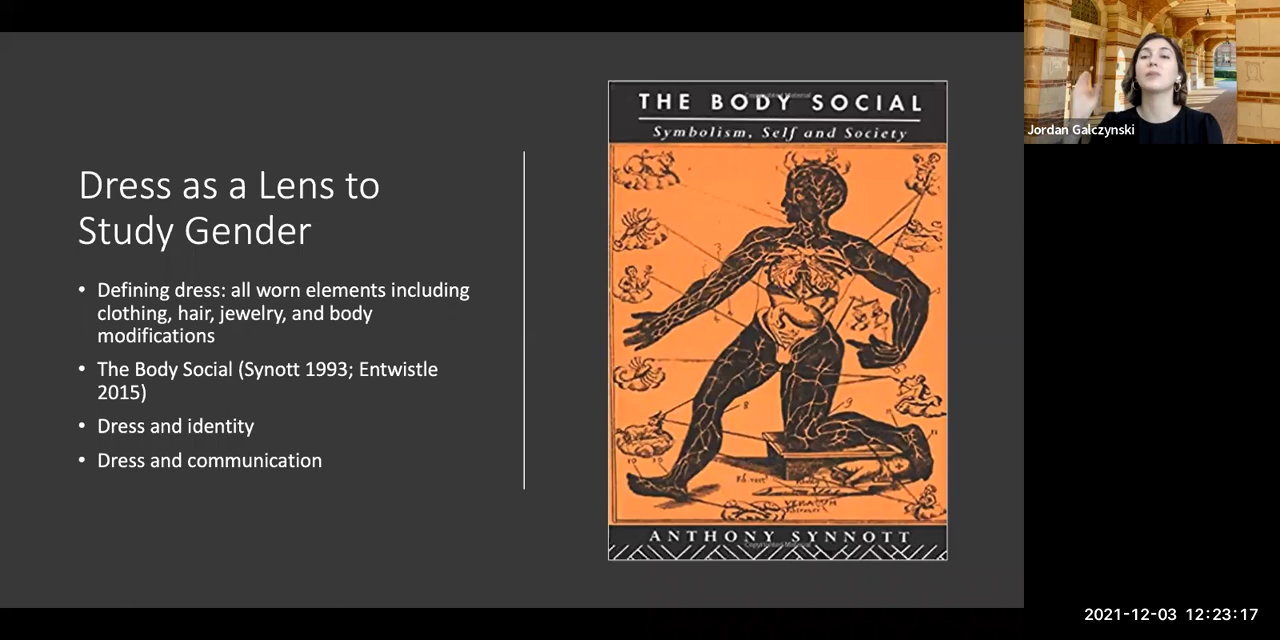 Dress as a Lens to
Study Gender
• Defining dress: all worn elements including
clothing, hair, jewelry, and body
modifications
• The Body Social (Synott 1993; Entwistle
2015)
• Dress and identity
• Dress and communication
THE BODY SOCIAL
Symbolism, Self and Society
ANTHONY SYNNOTT
Jordan Galczynski
2021-12-03 12:23:17